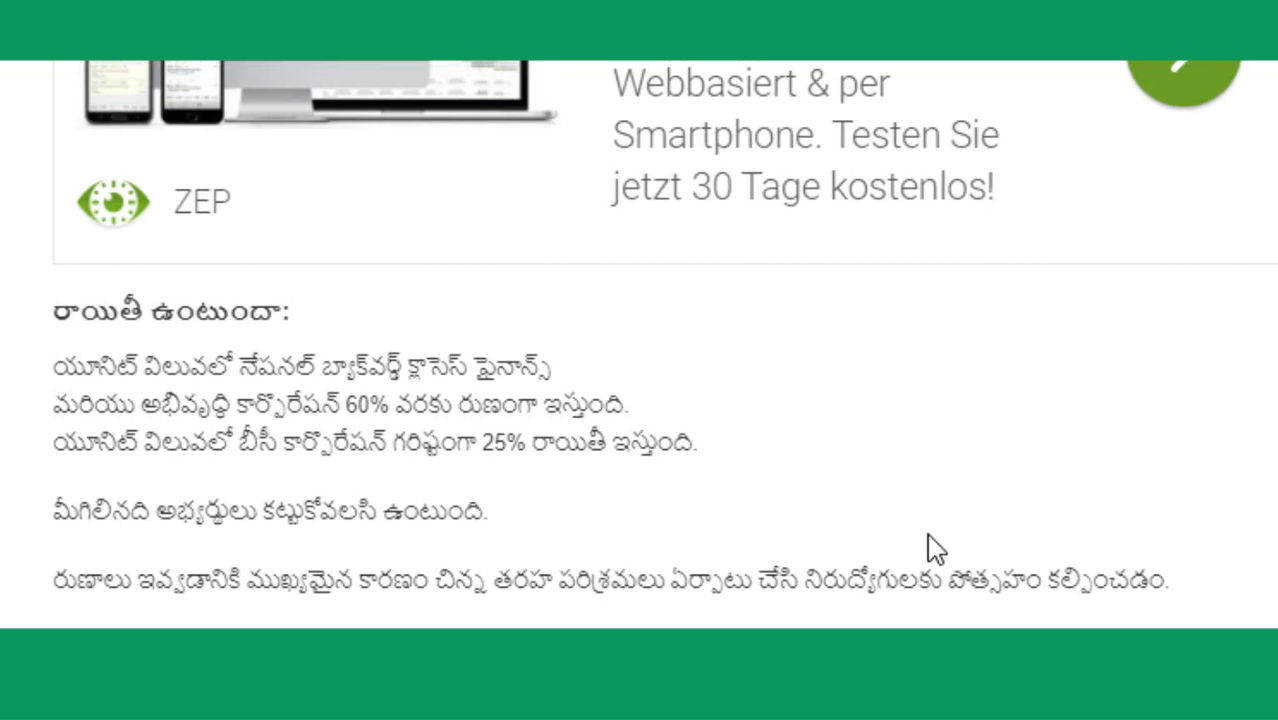 Webbasiert & per
Smartphone. Testen Sie
jetzt 30 Tage kostenlos!
ZEP
రాయితీ ఉంటుందా:
యూనిట్ విలువలో నేషనల్ బ్యాక్‌వర్డ్ క్లాసెస్ ఫైనాన్స్
మరియు అభివృద్ధి కార్పొరేషన్ 60% వరకు రుణంగా ఇస్తుంది.
యూనిట్ విలువలో బీసీ కార్పొరేషన్ గరిష్టంగా 25% రాయితీ ఇస్తుంది.
మీగిలినది అభ్యర్థులు కట్టుకోవలసి ఉంటుంది.
రుణాలు ఇవ్వడానికి ముఖ్యమైన కారణం చిన్న తరహ పరిశ్రమలు ఏర్పాటు చేసి నిరుద్యోగులకు పోత్సహం కల్పించడం.